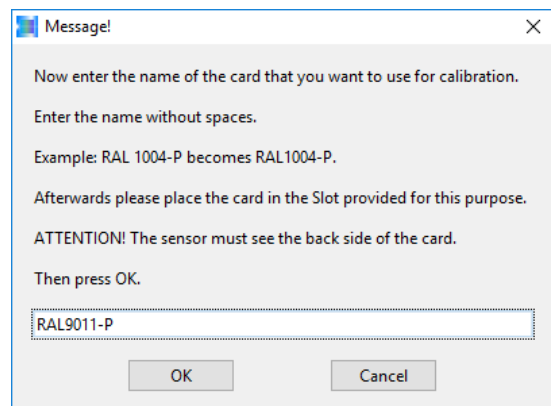 Message!
Now enter the name of the card that you want to use for calibration.
Enter the name without spaces.
Example: RAL 1004-P becomes RAL1004-P.
Afterwards please place the card in the Slot provided for this purpose.
ATTENTION! The sensor must see the back side of the card.
Then press OK.
RAL9011-P
OK Cancel